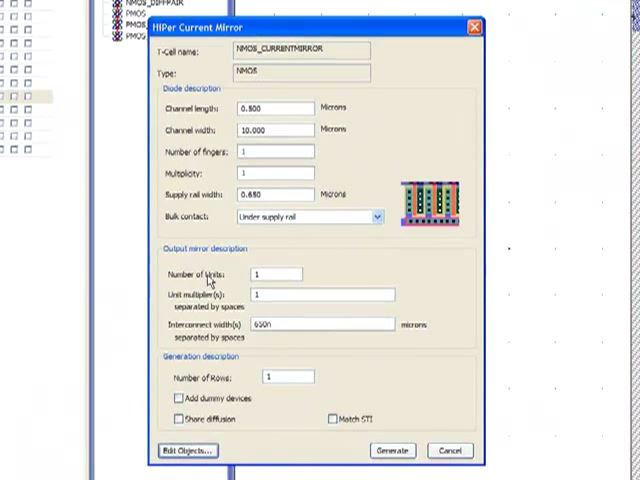 NMOS_DIFFPAIR
PMOS
PMOS_
PMOS
HiPer Current Mirror
T-Cell name: NMOS_CURRENTMIRROR
Type: NMOS
Diode description
Channel length: 0.500 Microns
Channel width: 10.000 Microns
Number of fingers: 1
Multiplicity: 1
Supply rail width: 0.650 Microns
Bulk contact: Under supply rail
Output mirror description
Number of Units: 1
Unit multiplier(s): 1
separated by spaces
Interconnect width(s) 650n microns
separated by spaces
Generation description
Number of Rows: 1
Add dummy devices
Share diffusion Match STI
Edit Objects... Generate Cancel